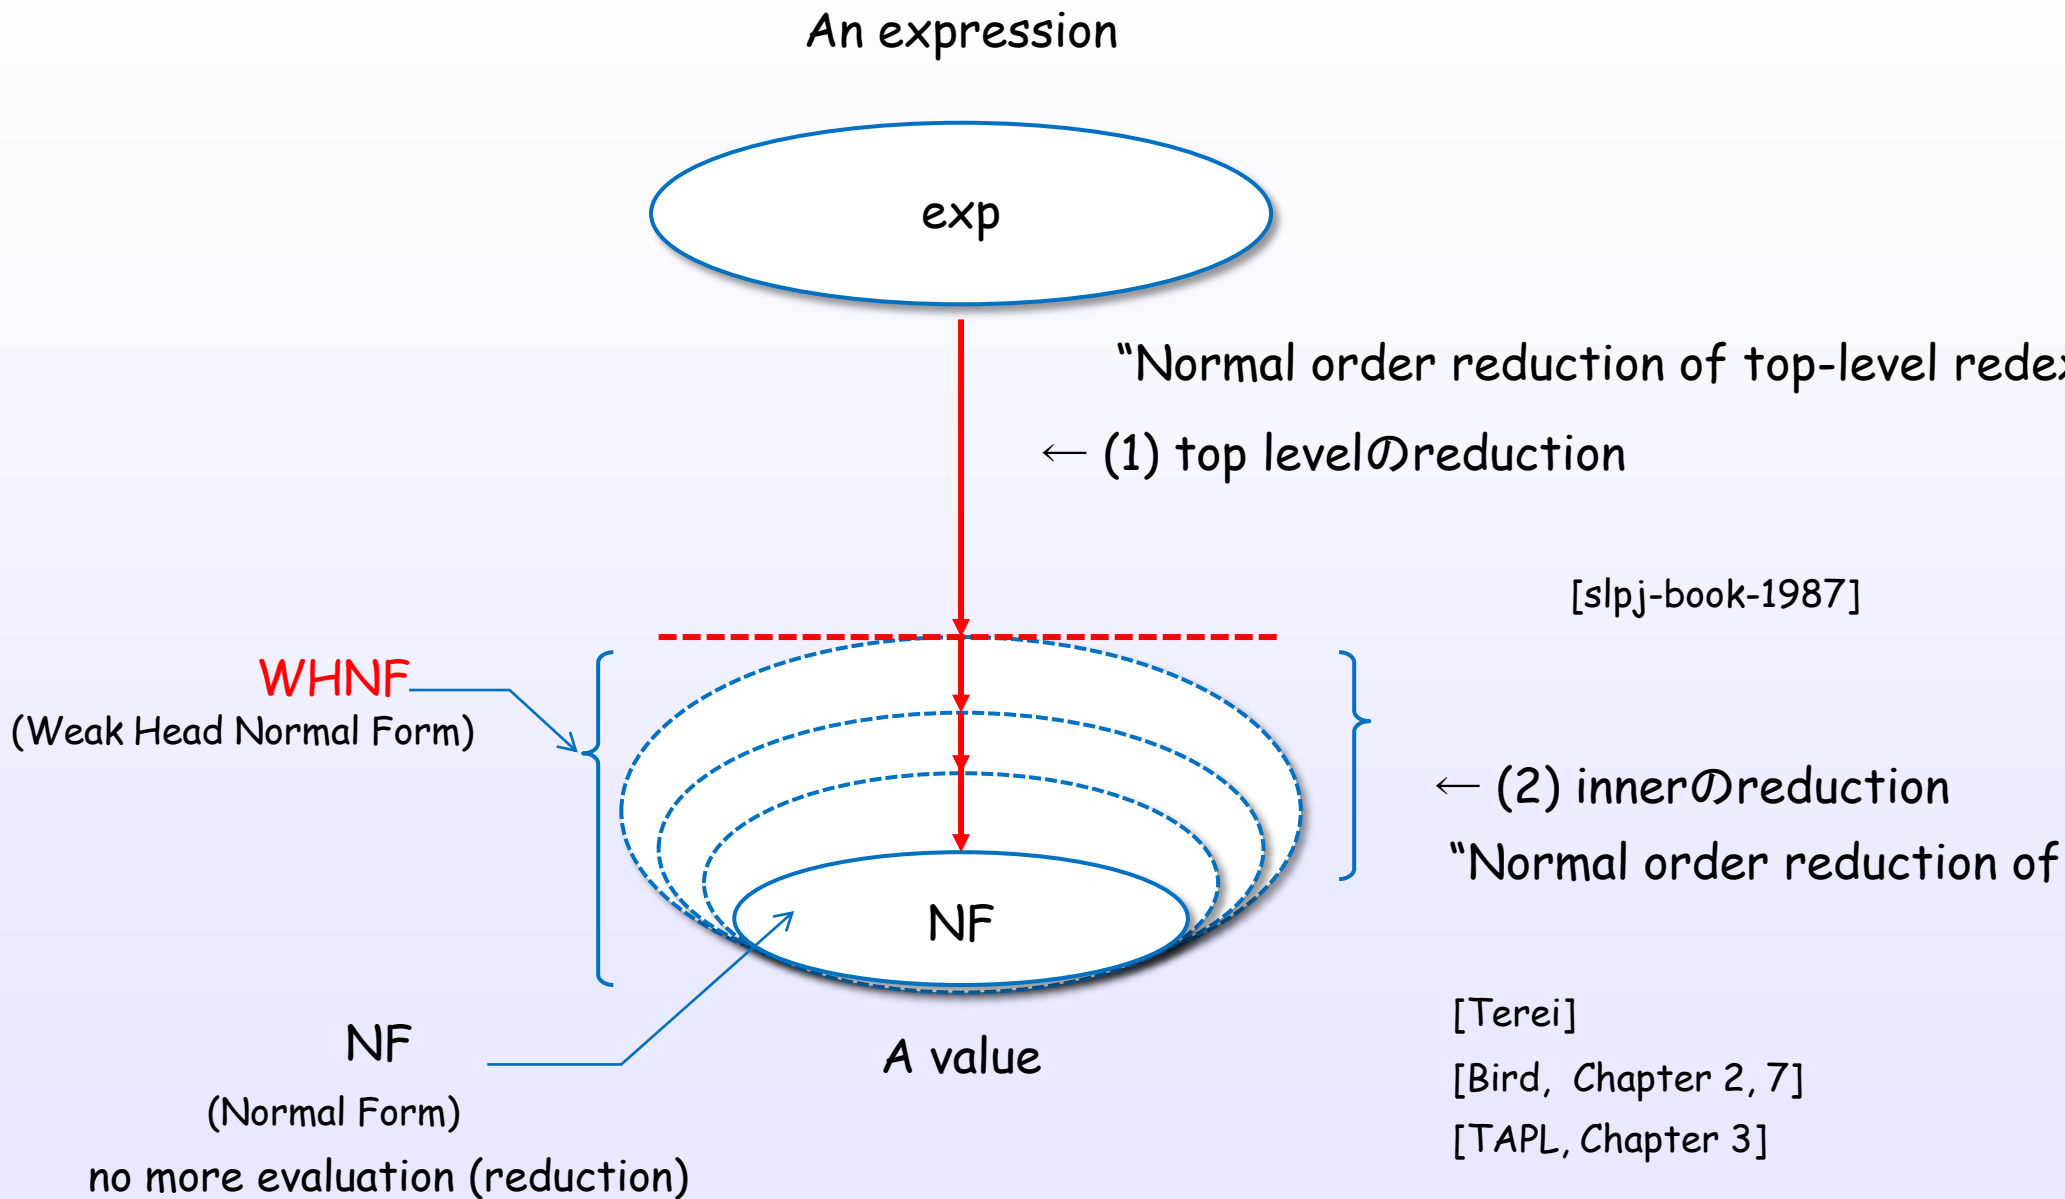 An expression
exp
“Normal order reduction of top-level
← (1) top levelのreduction
[slpj-book-1987]
WHNF
(Weak Head Normal Form)
← (2) innerのreduction
“Normal order reduction of
NF
NF
(Normal Form)
no more evaluation (reduction)
A value
[Terei]
[Bird, Chapter 2, 7]
[TAPL, Chapter 3]